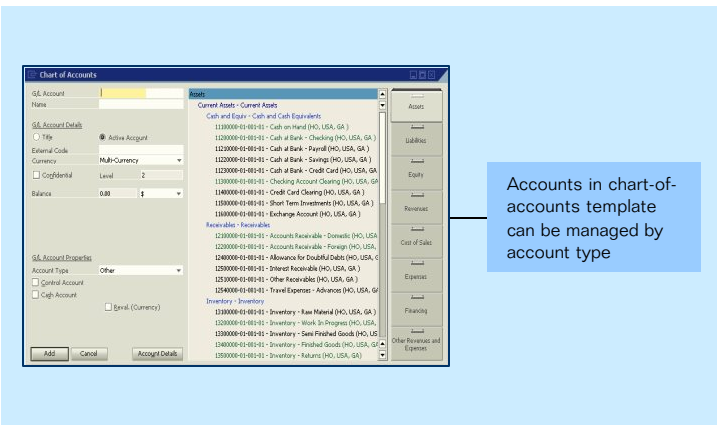 Chart of Accounts
G/L Account
Name
G/L Account Details
Title
Active Account
External Code
Currency
Multi-Currency
Confidential
Level
2
Balance
0.00
$
G/L Account Properties
Account Type
Other
Control Account
Cash Account
Reval. (Currency)
Add
Cancel
Account Details
Assets
Current Assets - Current Assets
Cash and Equiv - Cash and Cash Equivalents
11100000-01-001-01 - Cash on Hand (HO, USA, GA )
11200000-01-001-01 - Cash at Bank - Checking (HO, USA, GA )
11210000-01-001-01 - Cash at Bank - Payroll (HO, USA, GA )
11220000-01-001-01 - Cash at Bank - Savings (HO, USA, GA )
11230000-01-001-01 - Cash at Bank - Credit Card (HO, USA, GA )
11300000-01-001-01 - Checking Account Clearing (HO, USA, GA
11400000-01-001-01 - Credit Card Clearing (HO, USA, GA )
11500000-01-001-01 - Short Term Investments (HO, USA, GA )
11600000-01-001-01 - Exchange Account (HO, USA, GA )
Receivables - Receivables
12100000-01-001-01 - Accounts Receivable - Domestic (HO, USA
12200000-01-001-01 - Accounts Receivable - Foreign (HO, USA,
12400000-01-001-01 - Allowance for Doubtful Debts (HO, USA, G
12500000-01-001-01 - Interest Receivable (HO, USA, GA )
12510000-01-001-01 - Other Receivables (HO, USA, GA )
12540000-01-001-01 - Travel Expenses - Advances (HO, USA, GA
Inventory - Inventory
13100000-01-001-01 - Inventory - Raw Material (HO, USA, GA )
13200000-01-001-01 - Inventory - Work In Progress (HO, USA,
13300000-01-001-01 - Inventory - Semi Finished Goods (HO, US
13400000-01-001-01 - Inventory - Finished Goods (HO, USA, GA
13500000-01-001-01 - Inventory - Returns (HO, USA, GA)
Assets
Liabilities
Equity
Revenues
Cost of Sales
Expenses
Financing
Other Revenues and
Expenses
Accounts in chart-of-
accounts template
can be managed by
account type